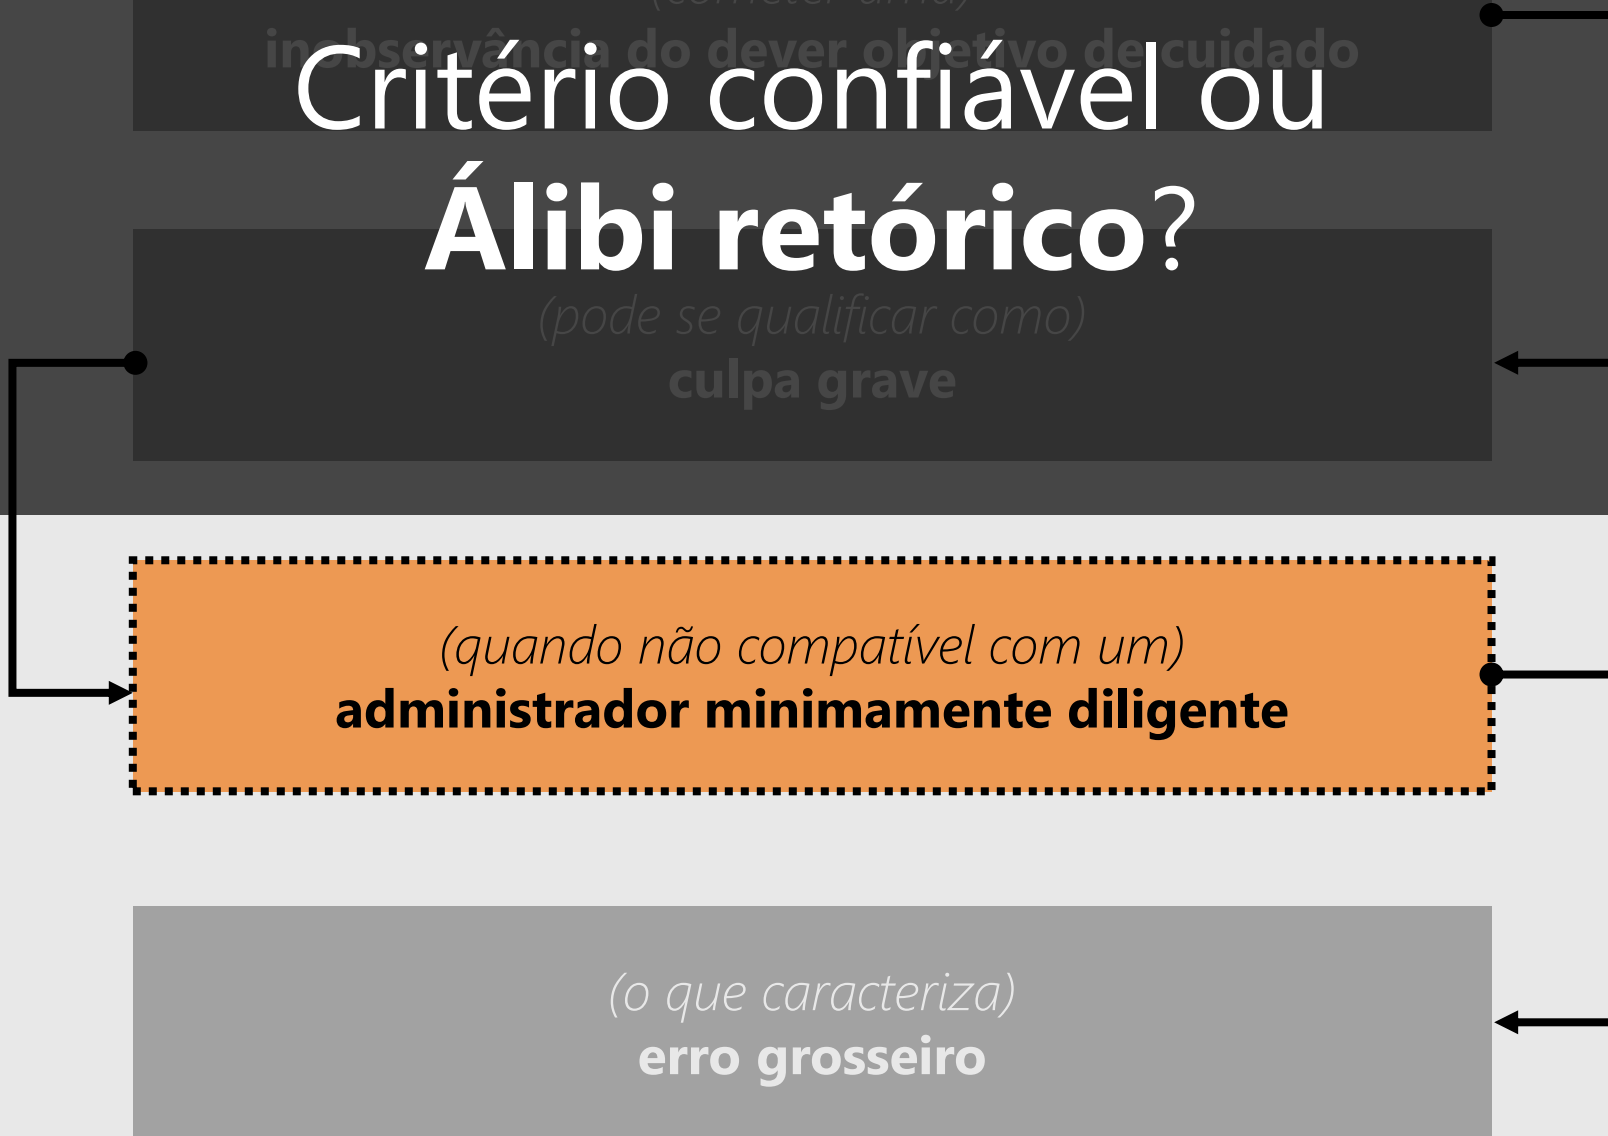 inobservância do dever objetivo de cuidado
Critério confiável ou
Álibi retórico?
(pode se qualificar como)
culpa grave
(quando não compatível com um)
administrador minimamente diligente
(o que caracteriza)
erro grosseiro